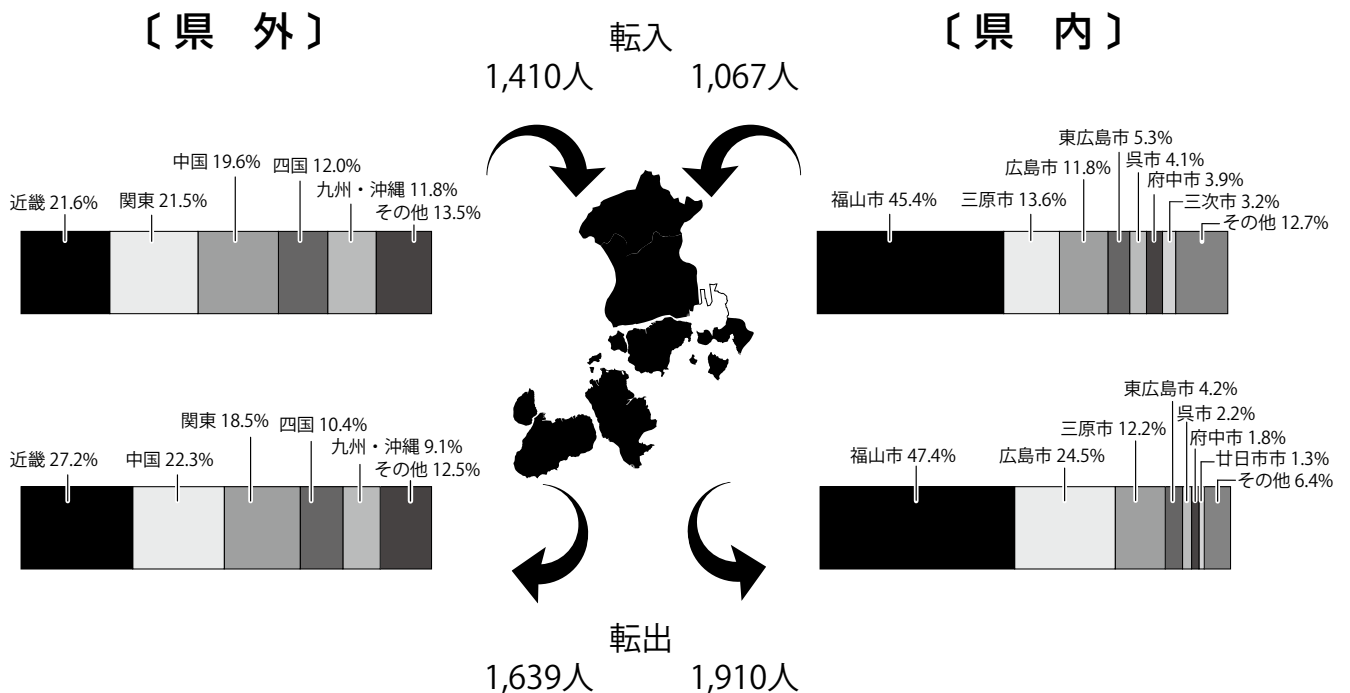 〔 県 外 〕
転入
〔 県 内 〕
1,410人
1,067人
中国 19.6%
四国 12.0%
九州・沖縄 11.8%
近畿 21.6%
関東 21.5%
その他 13.5%
東広島市 5.3%
広島市 11.8%
呉市 4.1%
府中市 3.9%
福山市 45.4%
三原市 13.6%
三次市 3.2%
その他 12.7%
関東 18.5%
四国 10.4%
九州・沖縄 9.1%
近畿 27.2%
中国 22.3%
その他 12.5%
東広島市 4.2%
呉市 2.2%
三原市 12.2%
府中市 1.8%
福山市 47.4%
広島市 24.5%
廿日市市 1.3%
その他 6.4%
転出
1,639人
1,910人